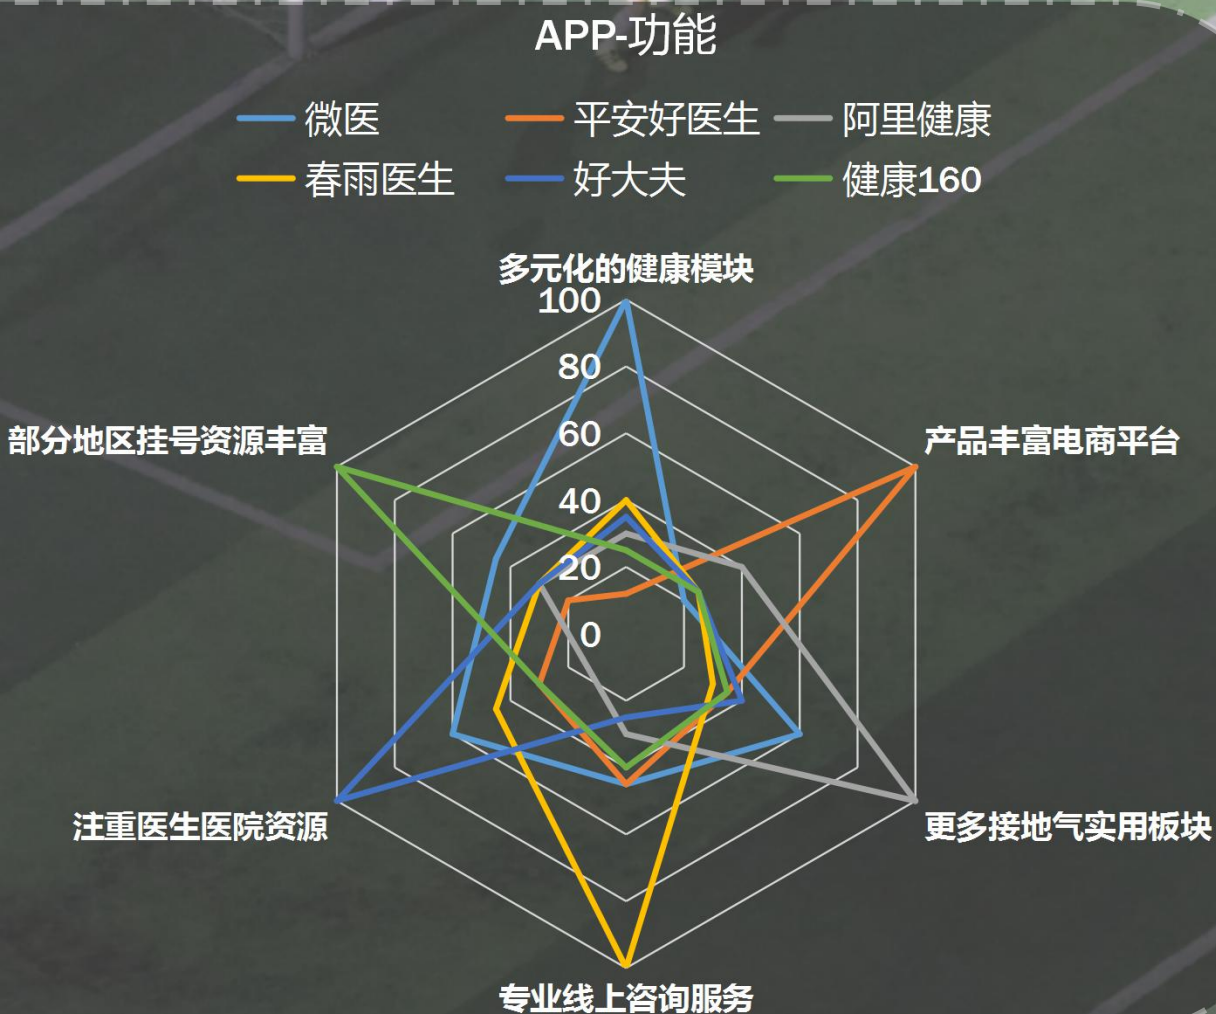 APP-功能
微医 平安好医生 阿里健康
春雨医生 好大夫 健康160
多元化的健康模块
100
80
60
40
20
0
部分地区挂号资源丰富
产品丰富电商平台
注重医生医院资源
更多接地气实用板块
专业线上咨询服务